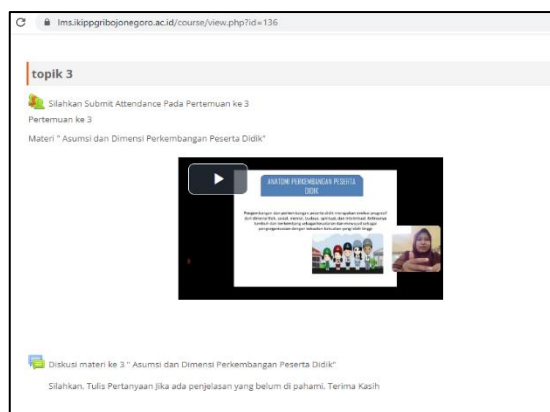 lms.ikippgribojonegoro.ac.id/course/view.php?id=136
topik 3
Silahkan Submit Attendance Pada Pertemuan ke 3
Pertemuan ke 3
Materi " Asumsi dan Dimensi Perkembangan Peserta Didik"
ANATOMI PERKEMBANGAN PESERTA
DIDIK
Diskusi materi ke 3 " Asumsi dan Dimensi Perkembangan Peserta Didik"
Silahkan, Tulis Pertanyaan Jika ada penjelasan yang belum di pahami, Terima Kasih